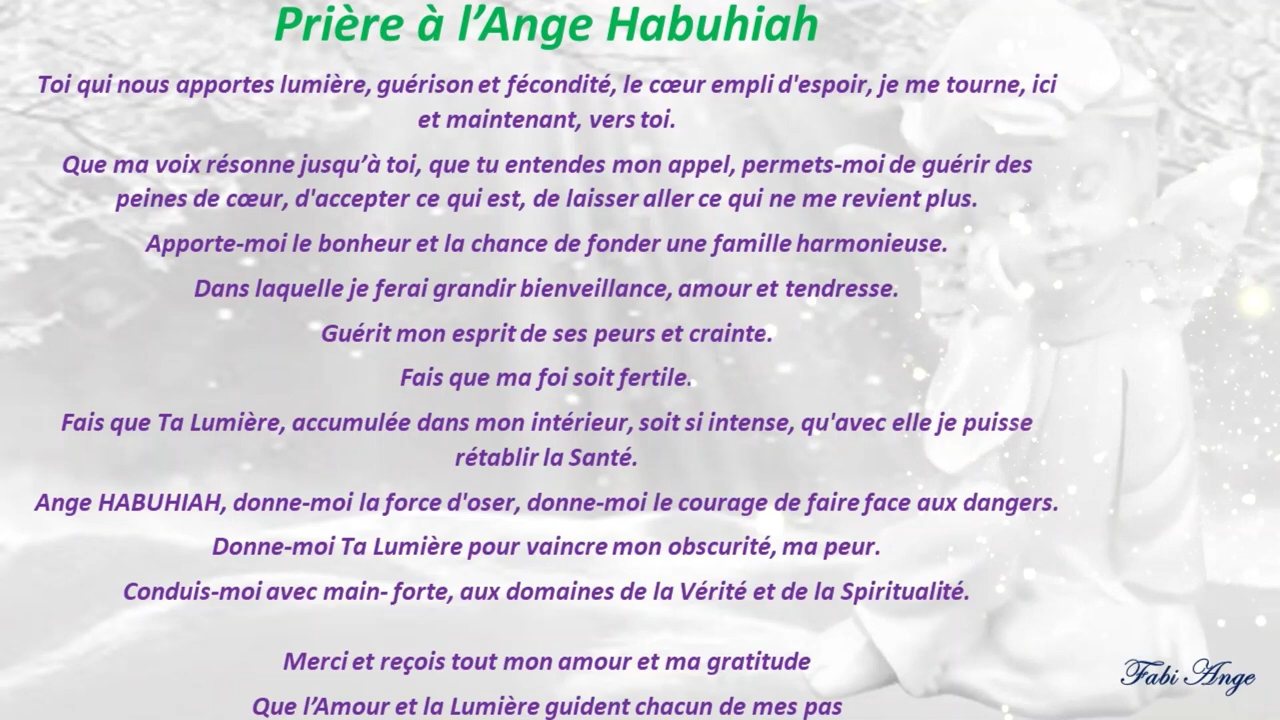 Prière à l’Ange Habuhiah
Toi qui nous apportes lumière, guérison et fécondité, le cœur empli d'espoir, je me tourne, ici
et maintenant, vers toi.
Que ma voix résonne jusqu’à toi, que tu entendes mon appel, permets-moi de guérir des
peines de cœur, d'accepter ce qui est, de laisser aller ce qui ne me revient plus.
Apporte-moi le bonheur et la chance de fonder une famille harmonieuse.
Dans laquelle je ferai grandir bienveillance, amour et tendresse.
Guérit mon esprit de ses peurs et crainte.
Fais que ma foi soit fertile.
Fais que Ta Lumière, accumulée dans mon intérieur, soit si intense, qu'avec elle je puisse
rétablir la Santé.
Ange HABUHIAH, donne-moi la force d'oser, donne-moi le courage de faire face aux dangers.
Donne-moi Ta Lumière pour vaincre mon obscurité, ma peur.
Conduis-moi avec main- forte, aux domaines de la Vérité et de la Spiritualité.
Merci et reçois tout mon amour et ma gratitude
Que l’Amour et la Lumière guident chacun de mes pas
Fabi Ange